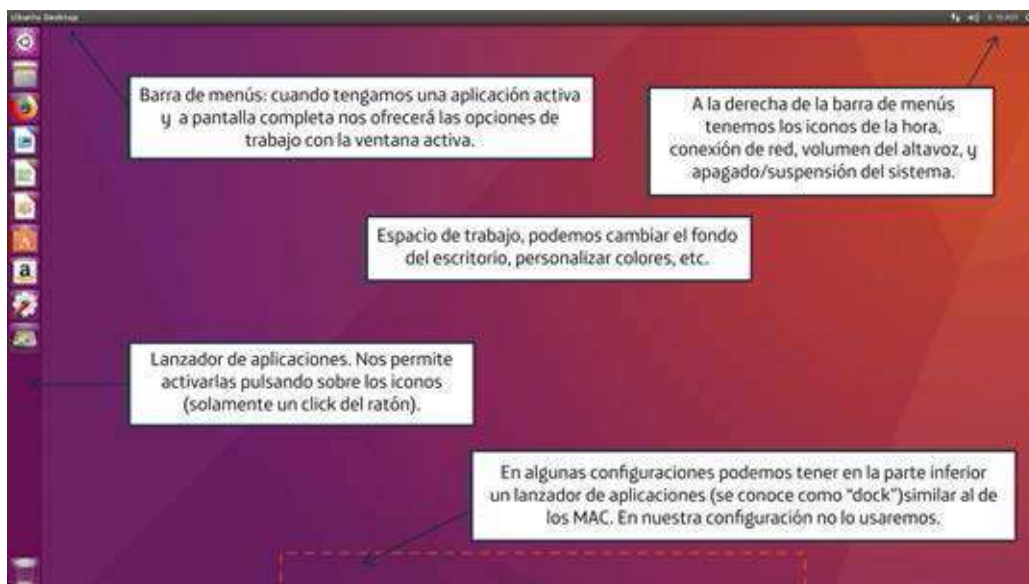 Ubuntu Desktop
Barra de menús: cuando tengamos una aplicación activa
y a pantalla completa nos ofrecerá las opciones de
trabajo con la ventana activa.
A la derecha de la barra de menús
tenemos los iconos de la hora,
conexión de red, volumen del altavoz, y
apagado/suspensión del sistema.
Espacio de trabajo, podemos cambiar el fondo
del escritorio, personalizar colores, etc.
a
Lanzador de aplicaciones. Nos permite
activarlas pulsando sobre los iconos
(solamente un click del ratón).
En algunas configuraciones podemos tener en la parte inferior
un lanzador de aplicaciones (se conoce como “dock”)similar al de
los MAC. En nuestra configuración no lo usaremos.